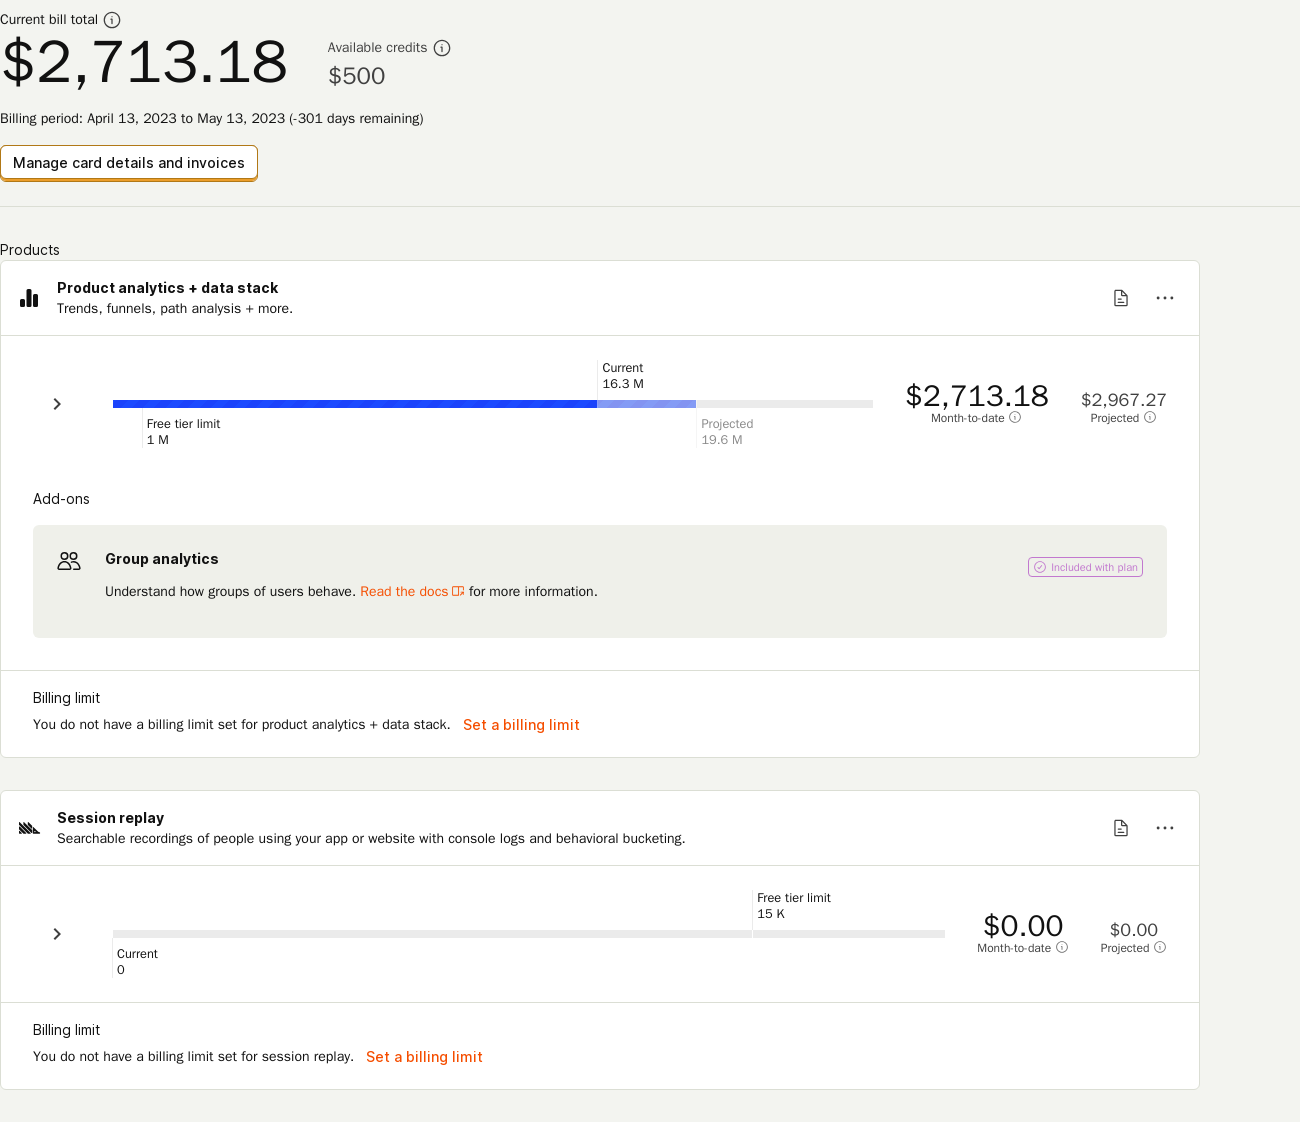 Current bill total
$2,713.18
Available credits
$500
Billing period: April 13, 2023 to May 13, 2023 (-301 days remaining)
Manage card details and invoices
Products
Product analytics + data stack
Trends, funnels, path analysis + more.
Current
16.3 M
Free tier limit
1 M
Projected
19.6 M
$2,713.18
Month-to-date
$2,967.27
Projected
Add-ons
Group analytics
Included with plan
Understand how groups of users behave. Read the docs for more information.
Billing limit
You do not have a billing limit set for product analytics + data stack. Set a billing limit
Session replay
Searchable recordings of people using your app or website with console logs and behavioral bucketing.
Free tier limit
15 K
Current
0
$0.00
Month-to-date
$0.00
Projected
Billing limit
You do not have a billing limit set for session replay. Set a billing limit